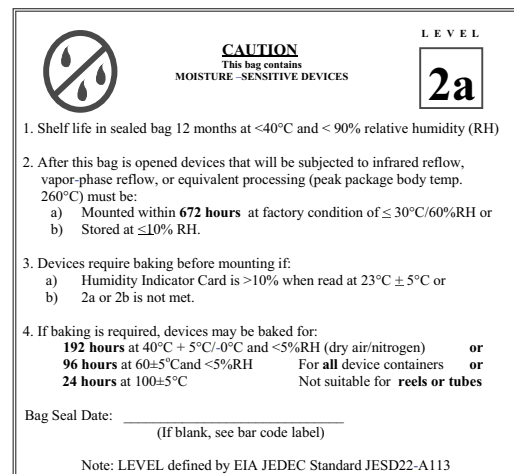 LEVEL
CAUTION
This bag contains
MOISTURE –SENSITIVE DEVICES
2a
1. Shelf life in sealed bag 12 months at <40°C and < 90% relative humidity (RH)
2. After this bag is opened devices that will be subjected to infrared reflow,
vapor-phase reflow, or equivalent processing (peak package body temp.
260°C) must be:
a) Mounted within 672 hours at factory condition of ≤ 30°C/60%RH or
b) Stored at ≤10% RH.
3. Devices require baking before mounting if:
a) Humidity Indicator Card is >10% when read at 23°C ± 5°C or
b) 2a or 2b is not met.
4. If baking is required, devices may be baked for:
192 hours at 40°C + 5°C/-0°C and <5%RH (dry air/nitrogen) or
96 hours at 60±5°Cand <5%RH For all device containers or
24 hours at 100±5°C Not suitable for reels or tubes
Bag Seal Date: ______________________________
(If blank, see bar code label)
Note: LEVEL defined by EIA JEDEC Standard JESD22-A113